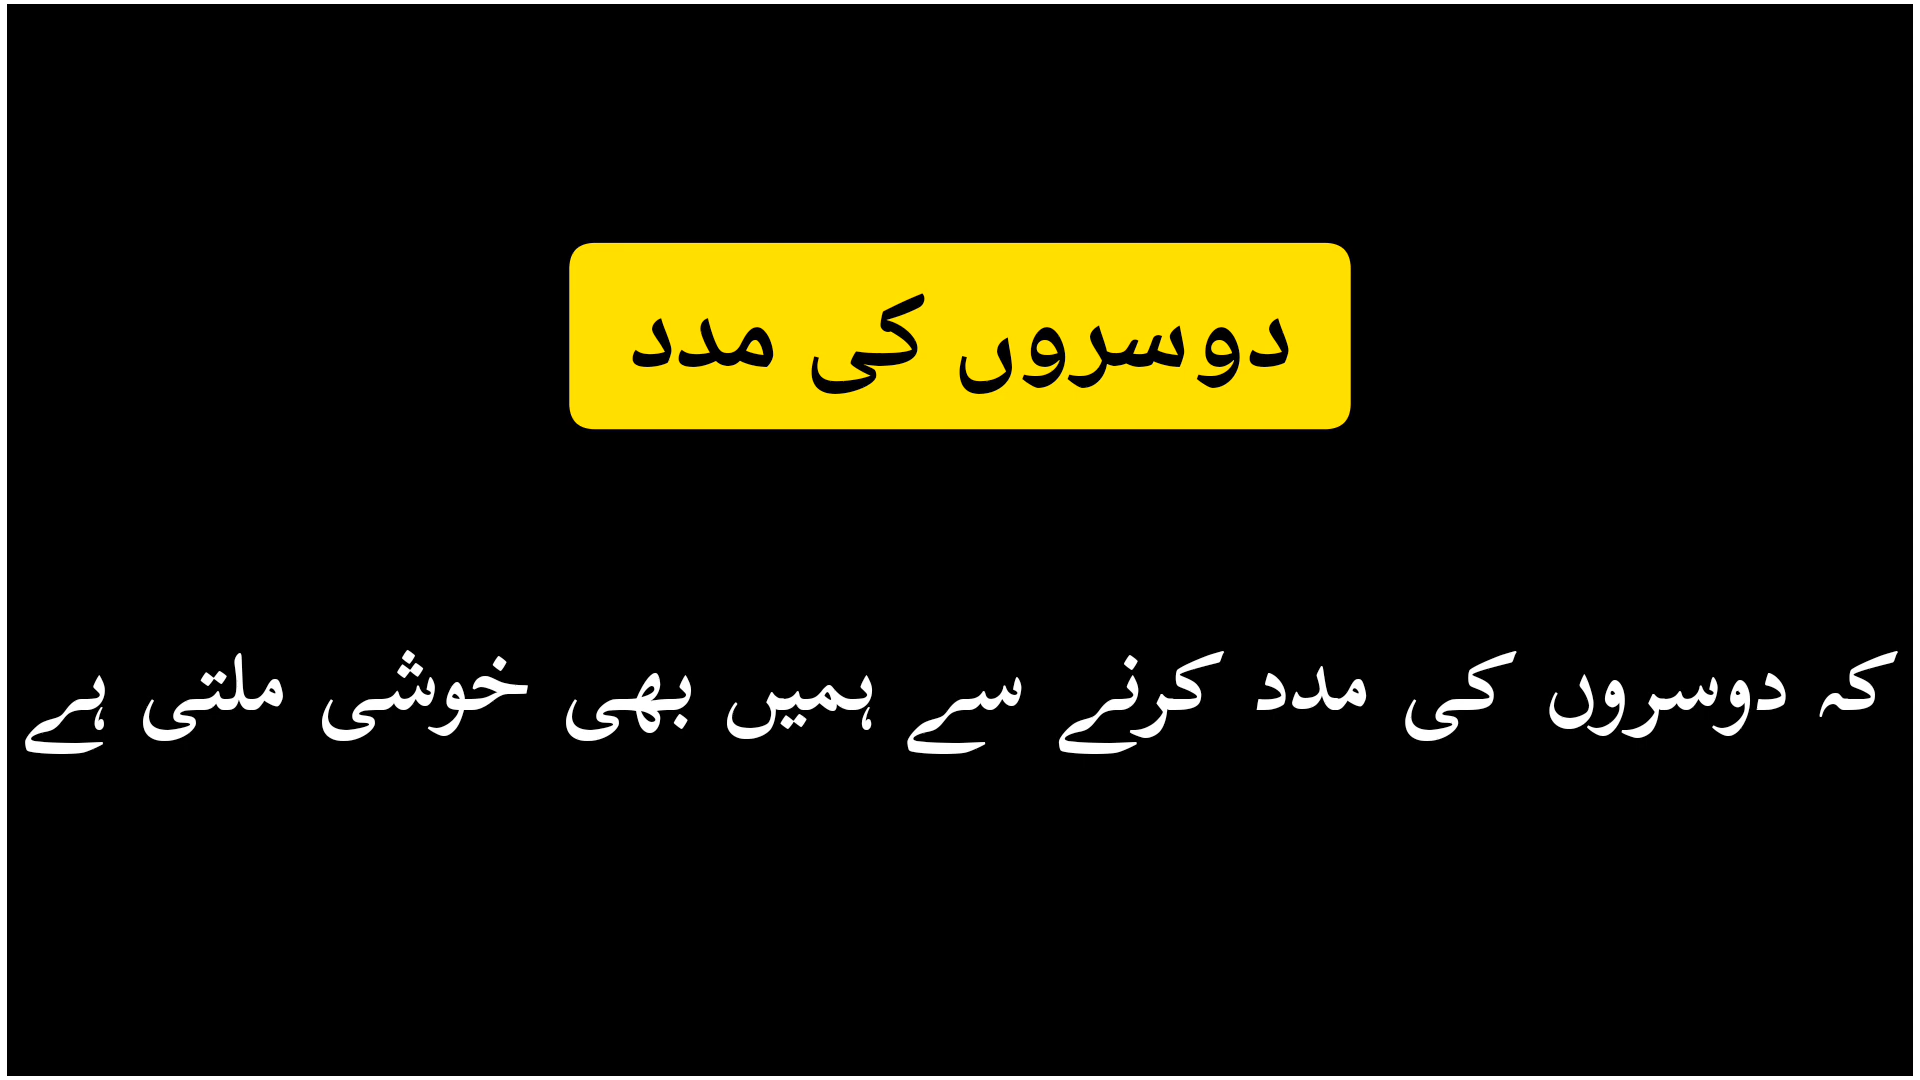 دوسروں کی مدد
کہ دوسروں کی مدد کرنے سے ہمیں بھی خوشی ملتی ہے